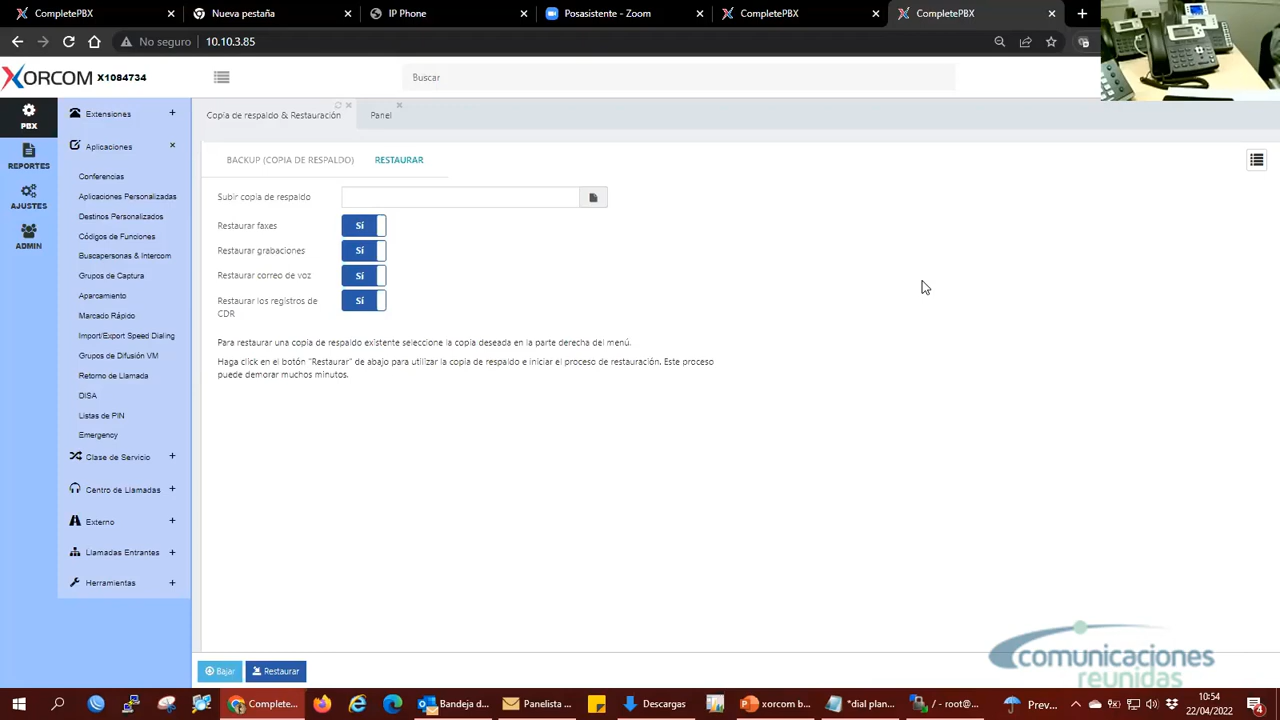 CompletePBX
Nueva pestaña
IP Phone
Posasistente - Zoom
CompletePBX
CompletePBX
No seguro
10.10.3.85
XORCOM X1084734
Buscar
PBX
REPORTES
AJUSTES
ADMIN
Extensiones
Aplicaciones
Conferencias
Aplicaciones Personalizadas
Destinos Personalizados
Códigos de Funciones
Buscapersonas & Intercom
Grupos de Captura
Aparcamiento
Marcado Rápido
Import/Export Speed Dialing
Grupos de Difusión VM
Retorno de Llamada
DISA
Listas de PIN
Emergency
Clase de Servicio
Centro de Llamadas
Externo
Llamadas Entrantes
Herramientas
Copia de respaldo & Restauración
Panel
BACKUP (COPIA DE RESPALDO)
RESTAURAR
Subir copia de respaldo
Restaurar faxes
Sí
Restaurar grabaciones
Sí
Restaurar correo de voz
Sí
Restaurar los registros de
CDR
Sí
Para restaurar una copia de respaldo existente seleccione la copia deseada en la parte derecha del menú.
Haga click en el botón "Restaurar" de abajo para utilizar la copia de respaldo e iniciar el proceso de restauración. Este proceso
puede demorar muchos minutos.
Bajar
Restaurar
comunicaciones
reunidas
Complete...
Bandeja d...
Panelista ...
Descargas
xorcom b...
*dial plan...
/ - root@...
Prev...
10:54
22/04/2022
4